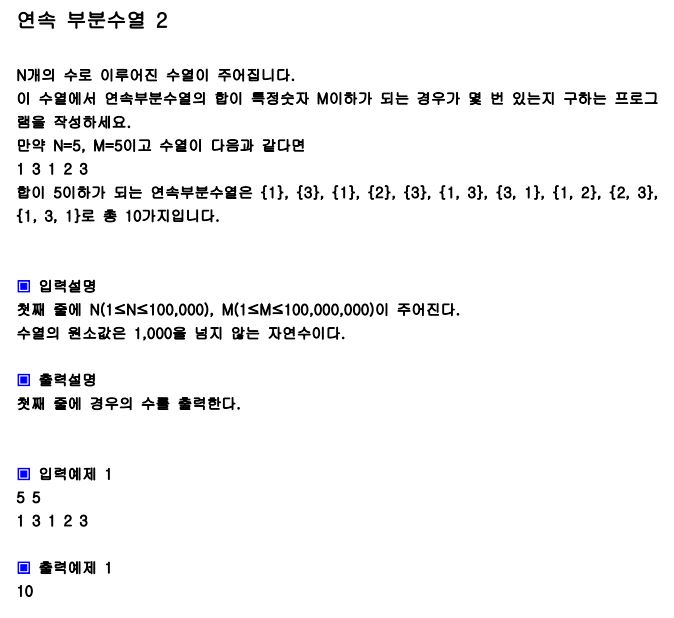 연속 부분수열 2
N개의 수로 이루어진 수열이 주어집니다.
이 수열에서 연속부분수열의 합이 특정숫자 M이하가 되는 경우가 몇 번 있는지 구하는 프로그
램을 작성하세요.
만약 N=5, M=5이고 수열이 다음과 같다면
1 3 1 2 3
합이 5이하가 되는 연속부분수열은 {1}, {3}, {1}, {2}, {3}, {1, 3}, {3, 1}, {1, 2}, {2, 3},
{1, 3, 1}로 총 10가지입니다.
▣ 입력설명
첫째 줄에 N(1≤N≤100,000), M(1≤M≤100,000,000)이 주어진다.
수열의 원소값은 1,000을 넘지 않는 자연수이다.
▣ 출력설명
첫째 줄에 경우의 수를 출력한다.
▣ 입력예제 1
5 5
1 3 1 2 3
▣ 출력예제 1
10